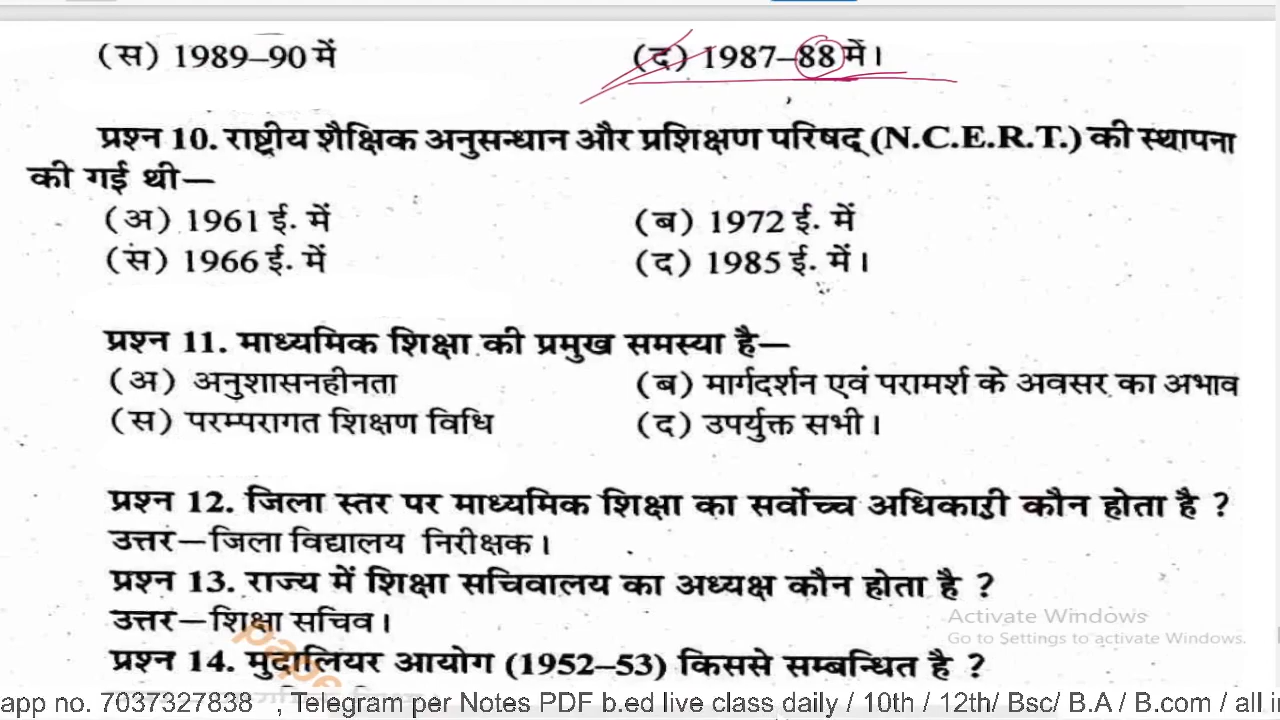 (स) 1989–90 में (द) 1987–88 में।
प्रश्न 10. राष्ट्रीय शैक्षिक अनुसन्धान और प्रशिक्षण परिषद् (N.C.E.R.T.) की स्थापना
की गई थी—
(अ) 1961 ई. में (ब) 1972 ई. में
(स) 1966 ई. में (द) 1985 ई. में।
प्रश्न 11. माध्यमिक शिक्षा की प्रमुख समस्या है—
(अ) अनुशासनहीनता (ब) मार्गदर्शन एवं परामर्श के अवसर का अभाव
(स) परम्परागत शिक्षण विधि (द) उपर्युक्त सभी।
प्रश्न 12. जिला स्तर पर माध्यमिक शिक्षा का सर्वोच्च अधिकारी कौन होता है ?
उत्तर—जिला विद्यालय निरीक्षक।
प्रश्न 13. राज्य में शिक्षा सचिवालय का अध्यक्ष कौन होता है ?
उत्तर—शिक्षा सचिव।
Activate Windows
Go to Settings to activate Windows.
प्रश्न 14. मुदालियर आयोग (1952–53) किससे सम्बन्धित है ?
app no. 7037327838 , Telegram per Notes PDF b.ed live class daily / 10th / 12th/ Bsc/ B.A / B.com / all i